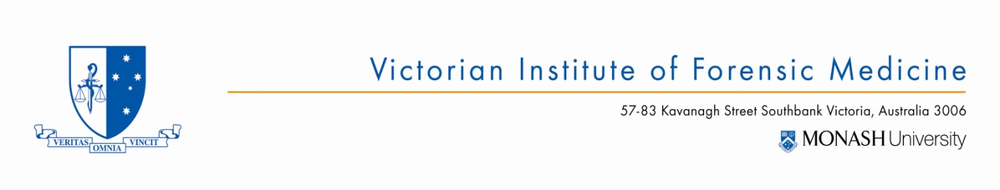 Victorian Institute of Forensic Medicine
57-83 Kavanagh Street Southbank Victoria, Australia 3006
MONASH University
VERITAS OMNIA VINCIT